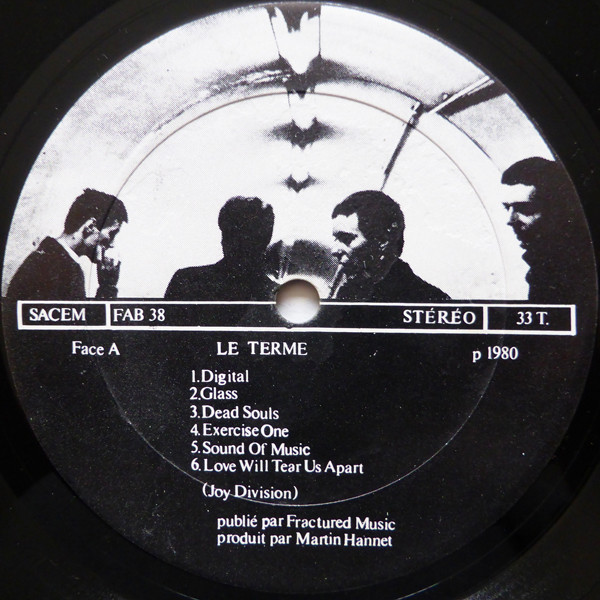 SACEM FAB 38 STÉRÉO 33 T.
Face A LE TERME p 1980
1.Digital
2.Glass
3.Dead Souls
4.Exercise One
5.Sound Of Music
6.Love Will Tear Us Apart
(Joy Division)
publié par Fractured Music
produit par Martin Hannet